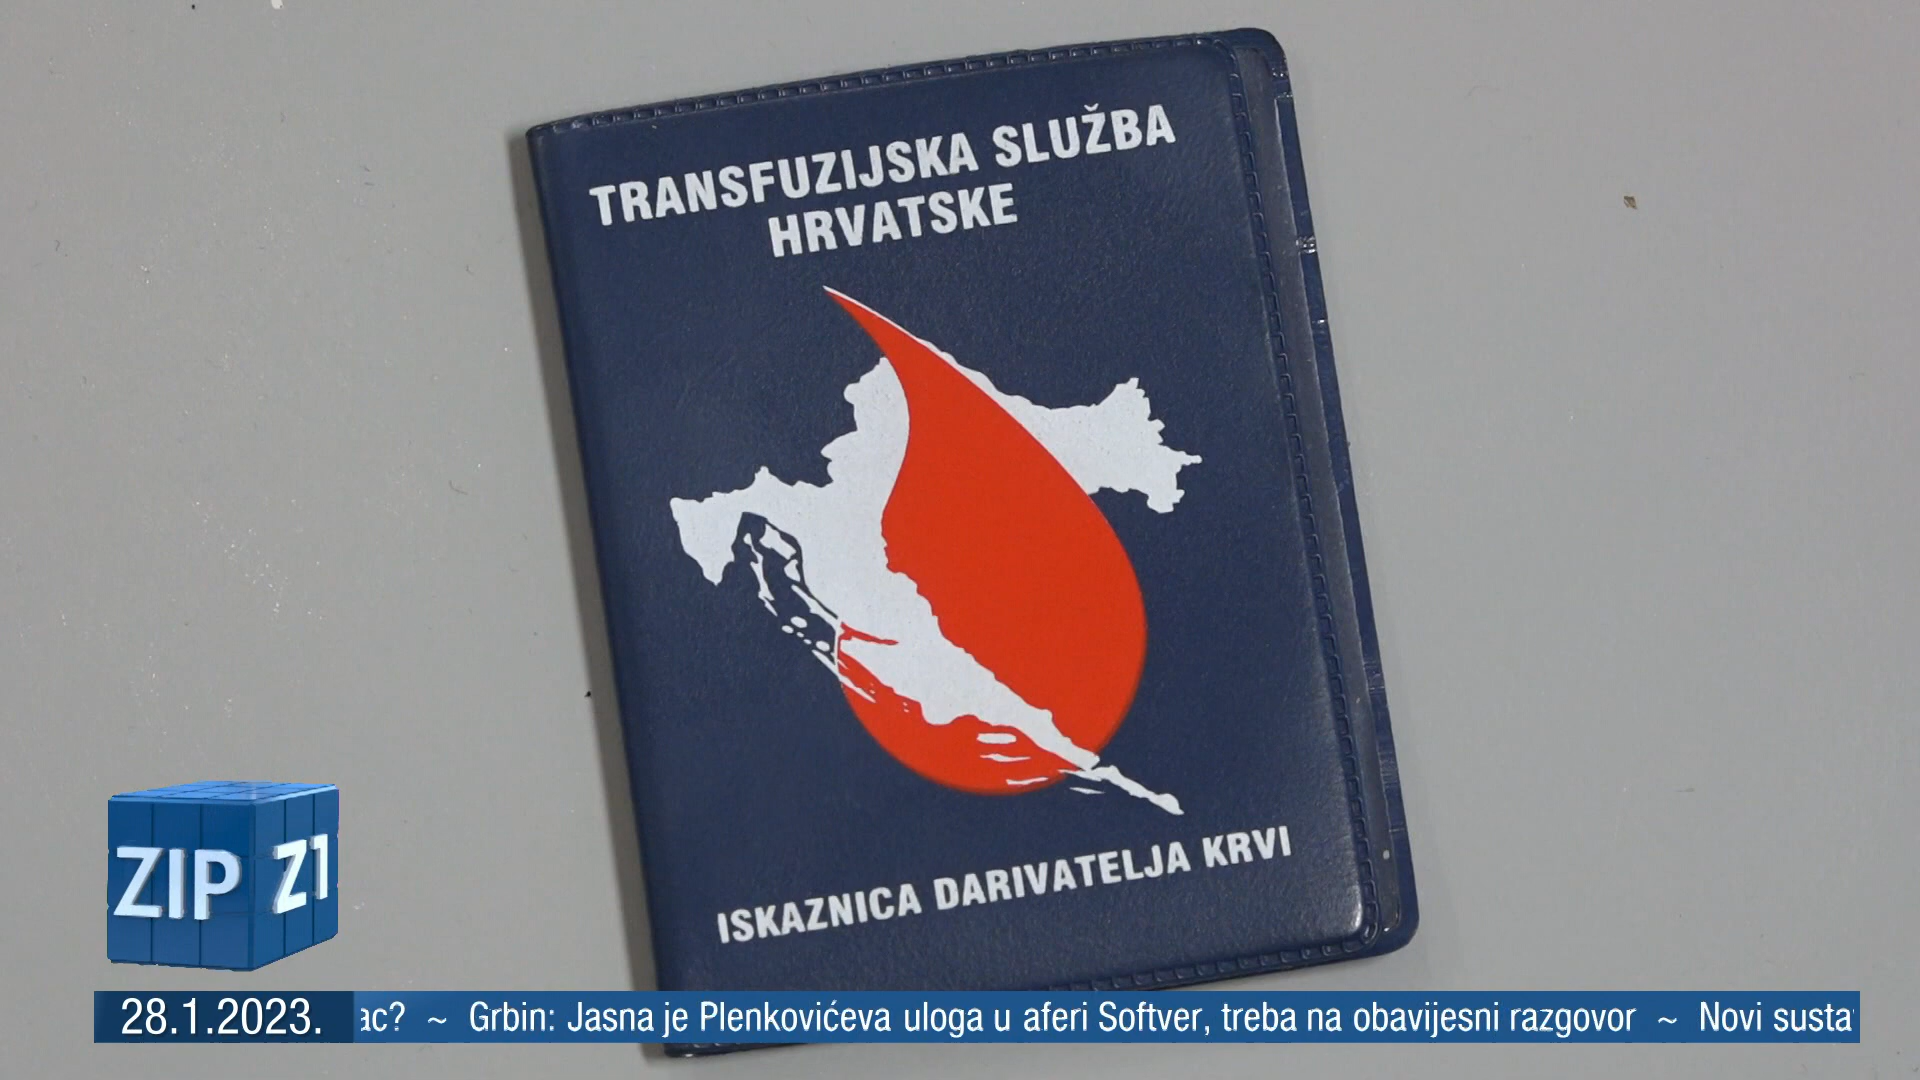 TRANSFUZIJSKA SLUŽBA
HRVATSKE
ISKAZNICA DARIVATELJA KRVI
ZIP Z1
28.1.2023. ac? ~ Grbin: Jasna je Plenkovićeva uloga u aferi Softver, treba na obavijesni razgovor ~ Novi susta